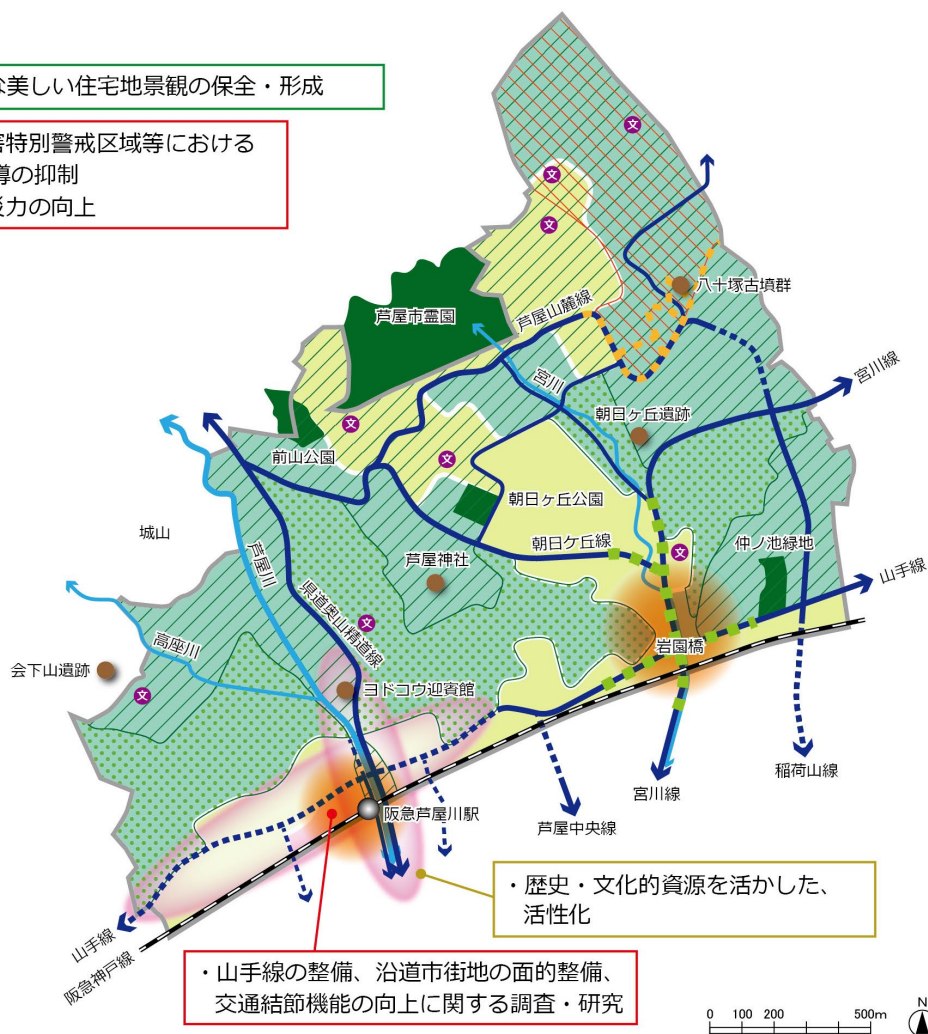 な美しい住宅地景観の保全・形成
害特別警戒区域等における
導の抑制
災力の向上
文
文
文
八十塚古墳群
芦屋市霊園
芦屋山麓線
宮川
宮川線
朝日ヶ丘遺跡
文
前山公園
文
朝日ヶ丘公園
城山
芦屋川
朝日ケ丘線
文
仲ノ池緑地
芦屋神社
山手線
県道奥山精道線
文
高座川
岩園橋
会下山遺跡
文
ヨドコウ迎賓館
稲荷山線
宮川線
阪急芦屋川駅
芦屋中央線
・歴史・文化的資源を活かした、
活性化
山手線
阪急神戸線
・山手線の整備、沿道市街地の面的整備、
交通結節機能の向上に関する調査・研究
0 100 200 500m
N